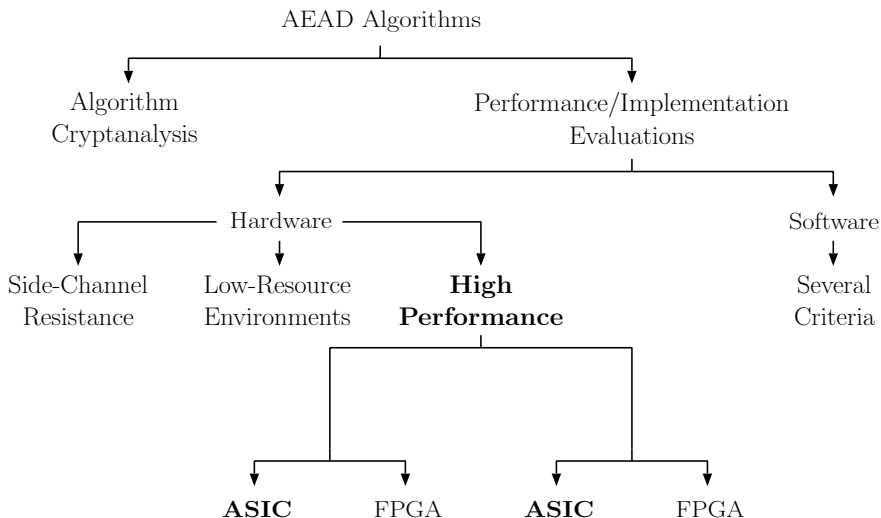 AEAD Algorithms
Algorithm
Cryptanalysis
Performance/Implementation
Evaluations
Hardware
Software
Side-Channel
Resistance
Low-Resource
Environments
High
Performance
Several
Criteria
ASIC
FPGA
ASIC
FPGA